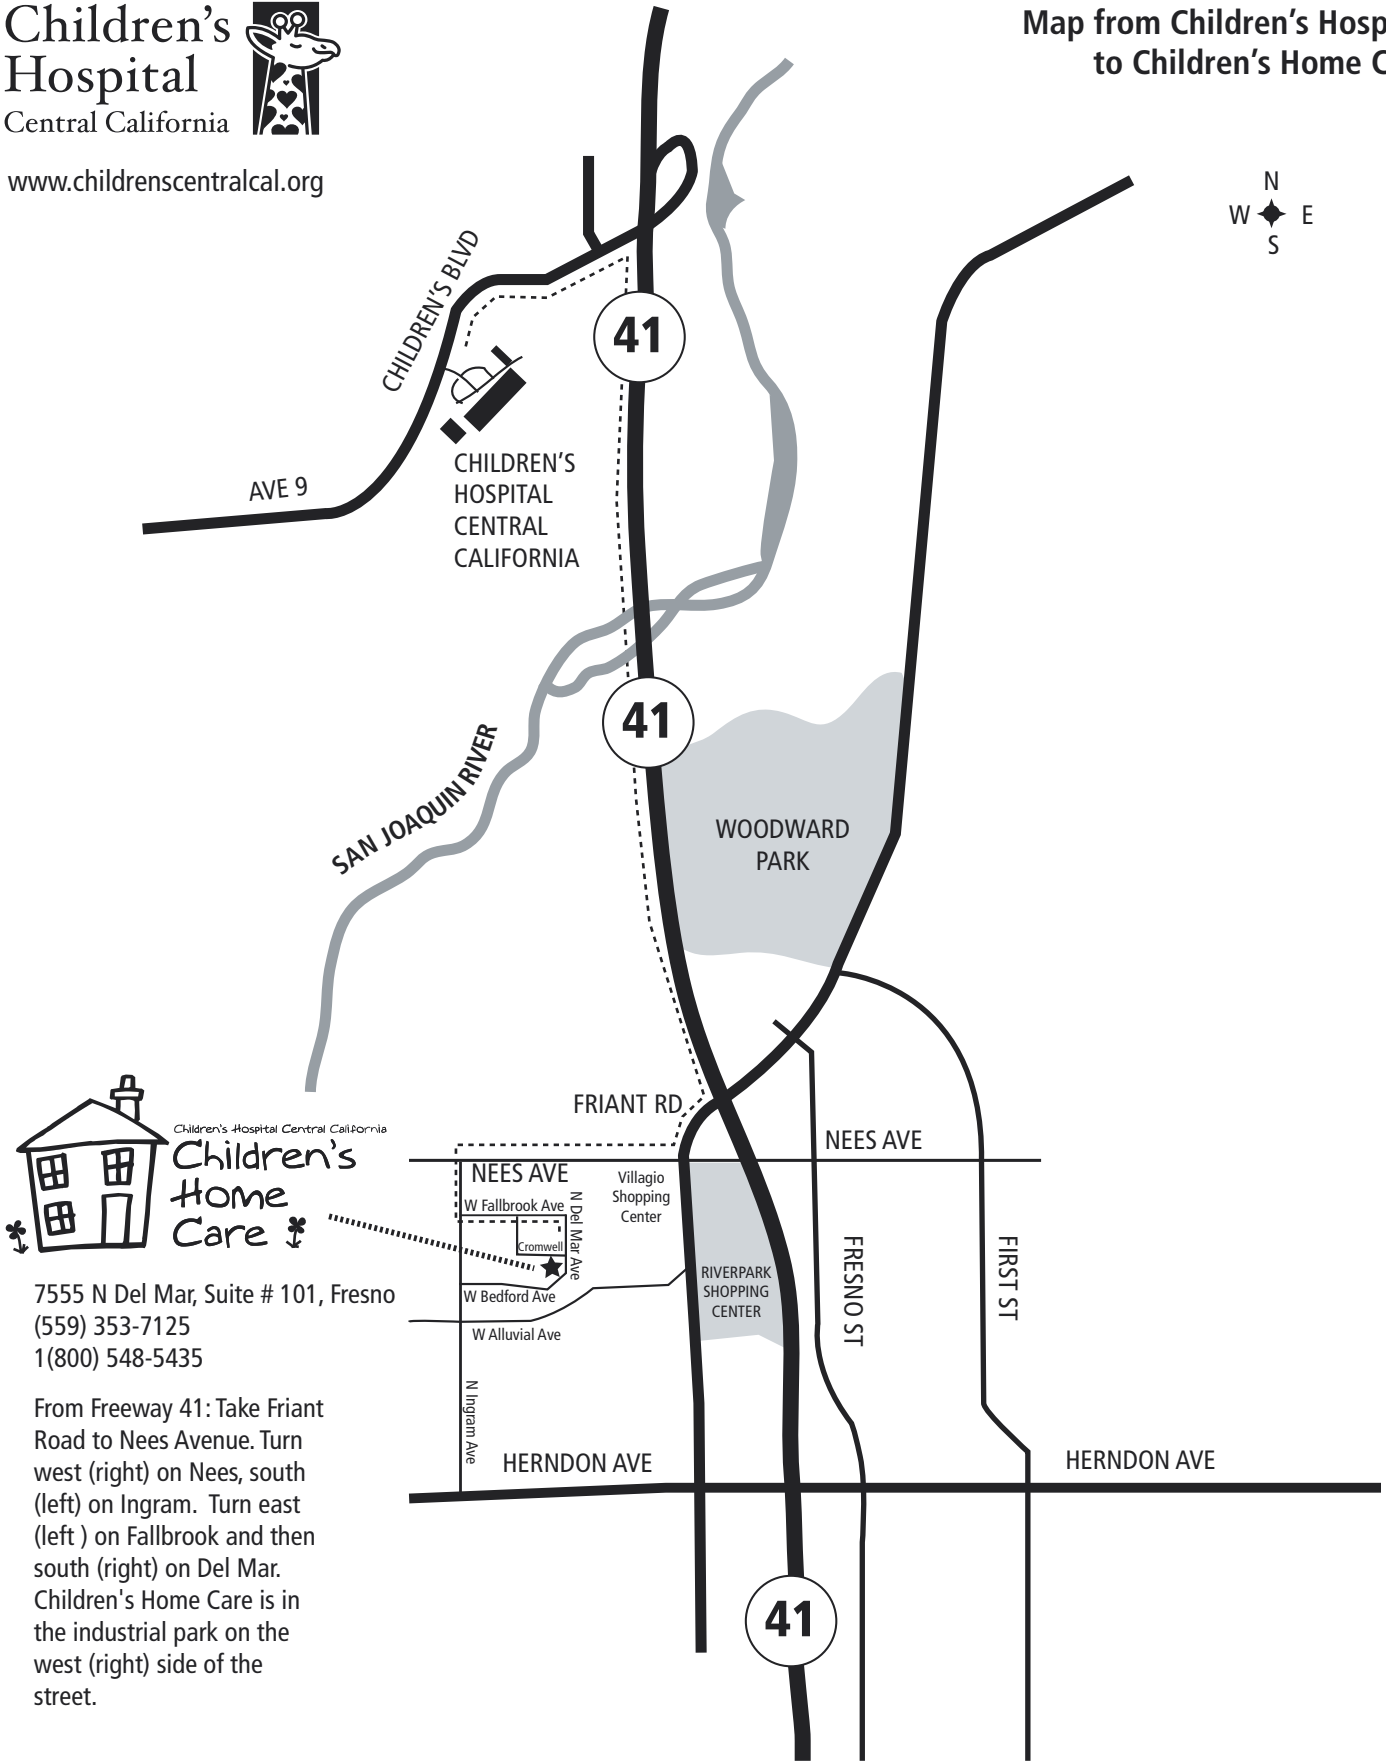 Children's
Hospital
Central California
www.childrenscentralcal.org
Map from Children's Hosp
to Children's Home C
N
W E
S
CHILDREN'S BLVD
41
AVE 9
CHILDREN'S
HOSPITAL
CENTRAL
CALIFORNIA
41
SAN JOAQUIN RIVER
WOODWARD
PARK
FRIANT RD
Children's Hospital Central California
Children's
Home
Care
NEES AVE
NEES AVE
Villagio
Shopping
Center
W Fallbrook Ave
N Del Mar Ave
Cromwell
W Bedford Ave
W Alluvial Ave
RIVERPARK
SHOPPING
CENTER
FRESNO ST
FIRST ST
N Ingram Ave
HERNDON AVE
HERNDON AVE
41
7555 N Del Mar, Suite # 101, Fresno
(559) 353-7125
1(800) 548-5435
From Freeway 41: Take Friant
Road to Nees Avenue. Turn
west (right) on Nees, south
(left) on Ingram.  Turn east
(left ) on Fallbrook and then
south (right) on Del Mar.
Children's Home Care is in
the industrial park on the
west (right) side of the
street.